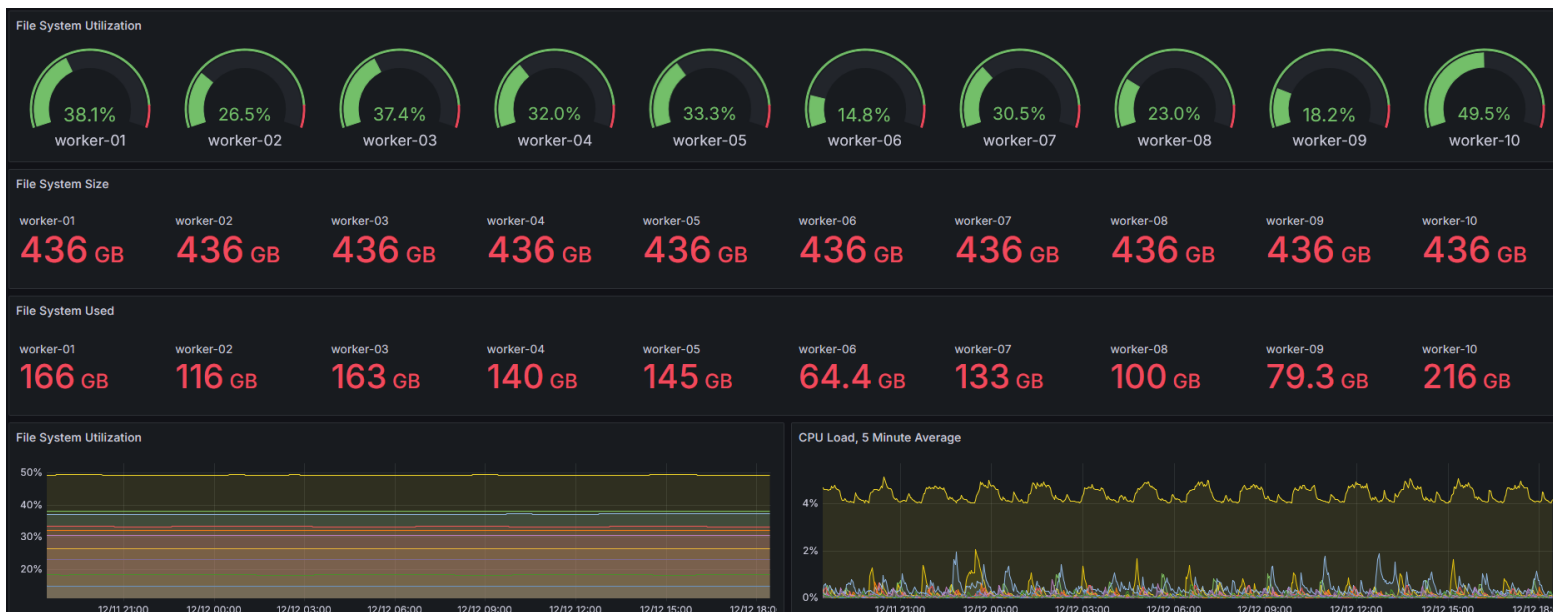 File System Utilization
38.1% 26.5% 37.4% 32.0% 33.3% 14.8% 30.5% 23.0% 18.2% 49.5%
worker-01 worker-02 worker-03 worker-04 worker-05 worker-06 worker-07 worker-08 worker-09 worker-10
File System Size
worker-01 worker-02 worker-03 worker-04 worker-05 worker-06 worker-07 worker-08 worker-09 worker-10
436 GB 436 GB 436 GB 436 GB 436 GB 436 GB 436 GB 436 GB 436 GB 436 GB
File System Used
worker-01 worker-02 worker-03 worker-04 worker-05 worker-06 worker-07 worker-08 worker-09 worker-10
166 GB 116 GB 163 GB 140 GB 145 GB 64.4 GB 133 GB 100 GB 79.3 GB 216 GB
File System Utilization
50%
40%
30%
20%
12/11 21:00 12/12 00:00 12/12 03:00 12/12 06:00 12/12 09:00 12/12 12:00 12/12 15:00
CPU Load, 5 Minute Average
4%
2%
0%
12/11 21:00 12/12 00:00 12/12 03:00 12/12 06:00 12/12 09:00 12/12 12:00 12/12 15:00